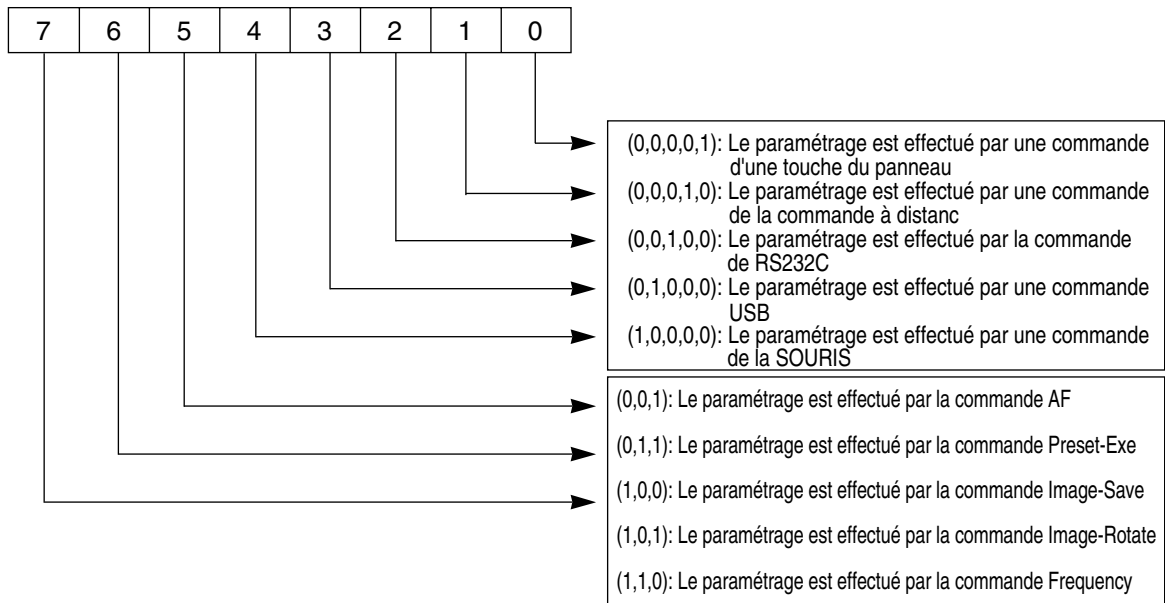 7 6 5 4 3 2 1 0
(0,0,0,0,1): Le paramétrage est effectué par une commande
d'une touche du panneau
(0,0,0,1,0): Le paramétrage est effectué par une commande
de la commande à distanc
(0,0,1,0,0): Le paramétrage est effectué par la commande
de RS232C
(0,1,0,0,0): Le paramétrage est effectué par une commande
USB
(1,0,0,0,0): Le paramétrage est effectué par une commande
de la SOURIS
(0,0,1): Le paramétrage est effectué par la commande AF
(0,1,1): Le paramétrage est effectué par la commande Preset-Exe
(1,0,0): Le paramétrage est effectué par la commande Image-Save
(1,0,1): Le paramétrage est effectué par la commande Image-Rotate
(1,1,0): Le paramétrage est effectué par la commande Frequency